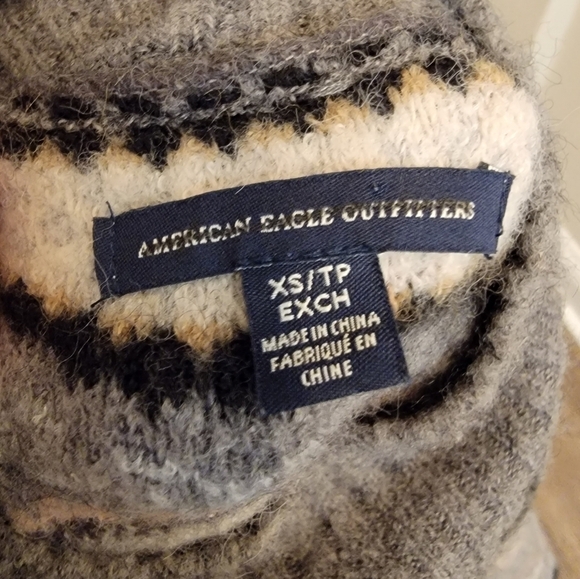 AMERICAN EAGLE OUTFITTERS
XS/TP
EXCH
MADE IN CHINA
FABRIQUÉ EN
CHINE